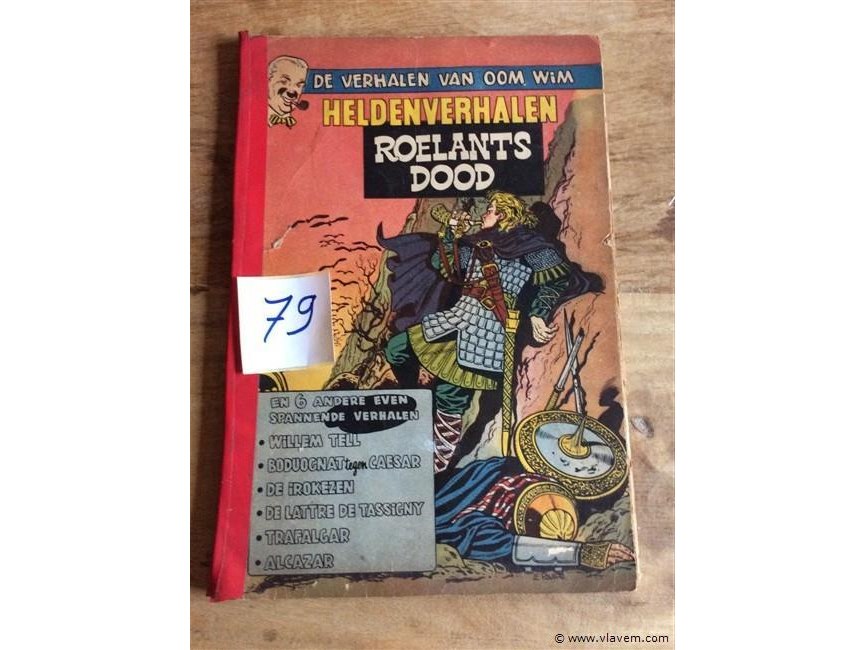 DE VERHALEN VAN OOM WIM
HELDENVERHALEN
ROELANTS
DOOD
79
EN 6 ANDERE EVEN
SPANNENDE VERHALEN
• WILLEM TELL
• BODUOGNAT tegen CAESAR
• DE IROKEZEN
• DE LATTRE DE TASSIGNY
• TRAFALGAR
• ALCAZAR
© www.vlavem.com